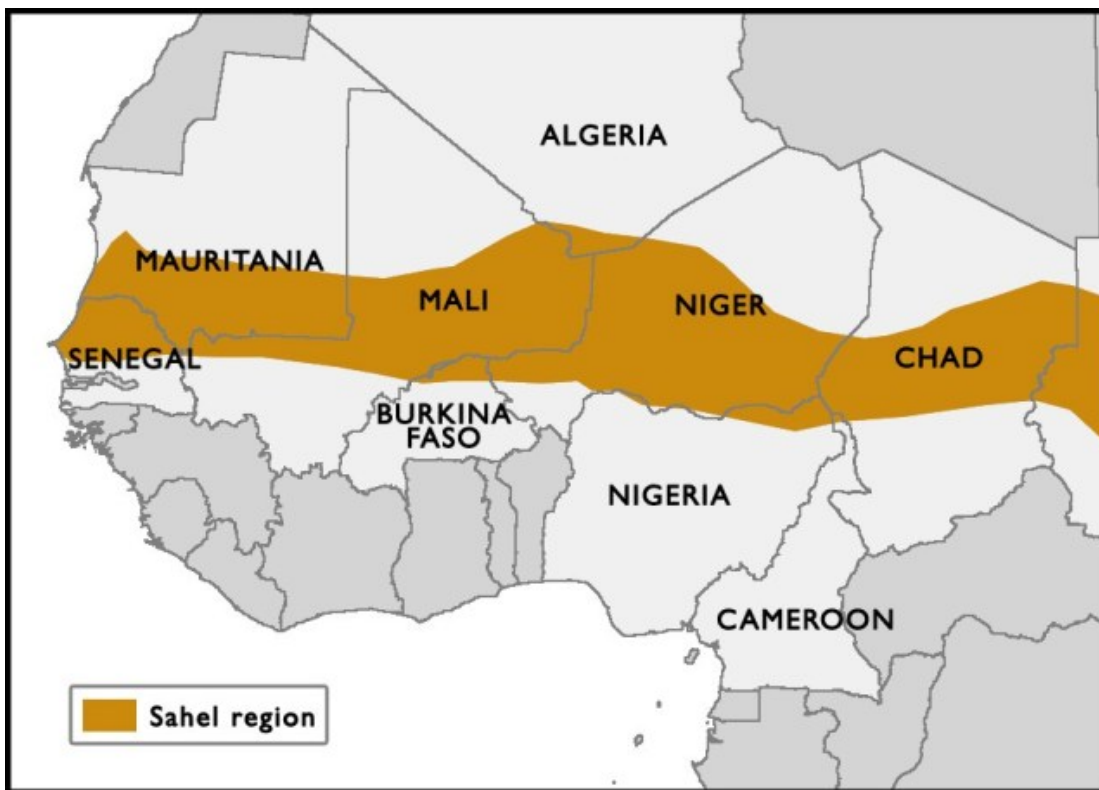 ALGERIA
MAURITANIA
MALI
NIGER
SENEGAL
CHAD
BURKINA
FASO
NIGERIA
CAMEROON
Sahel region